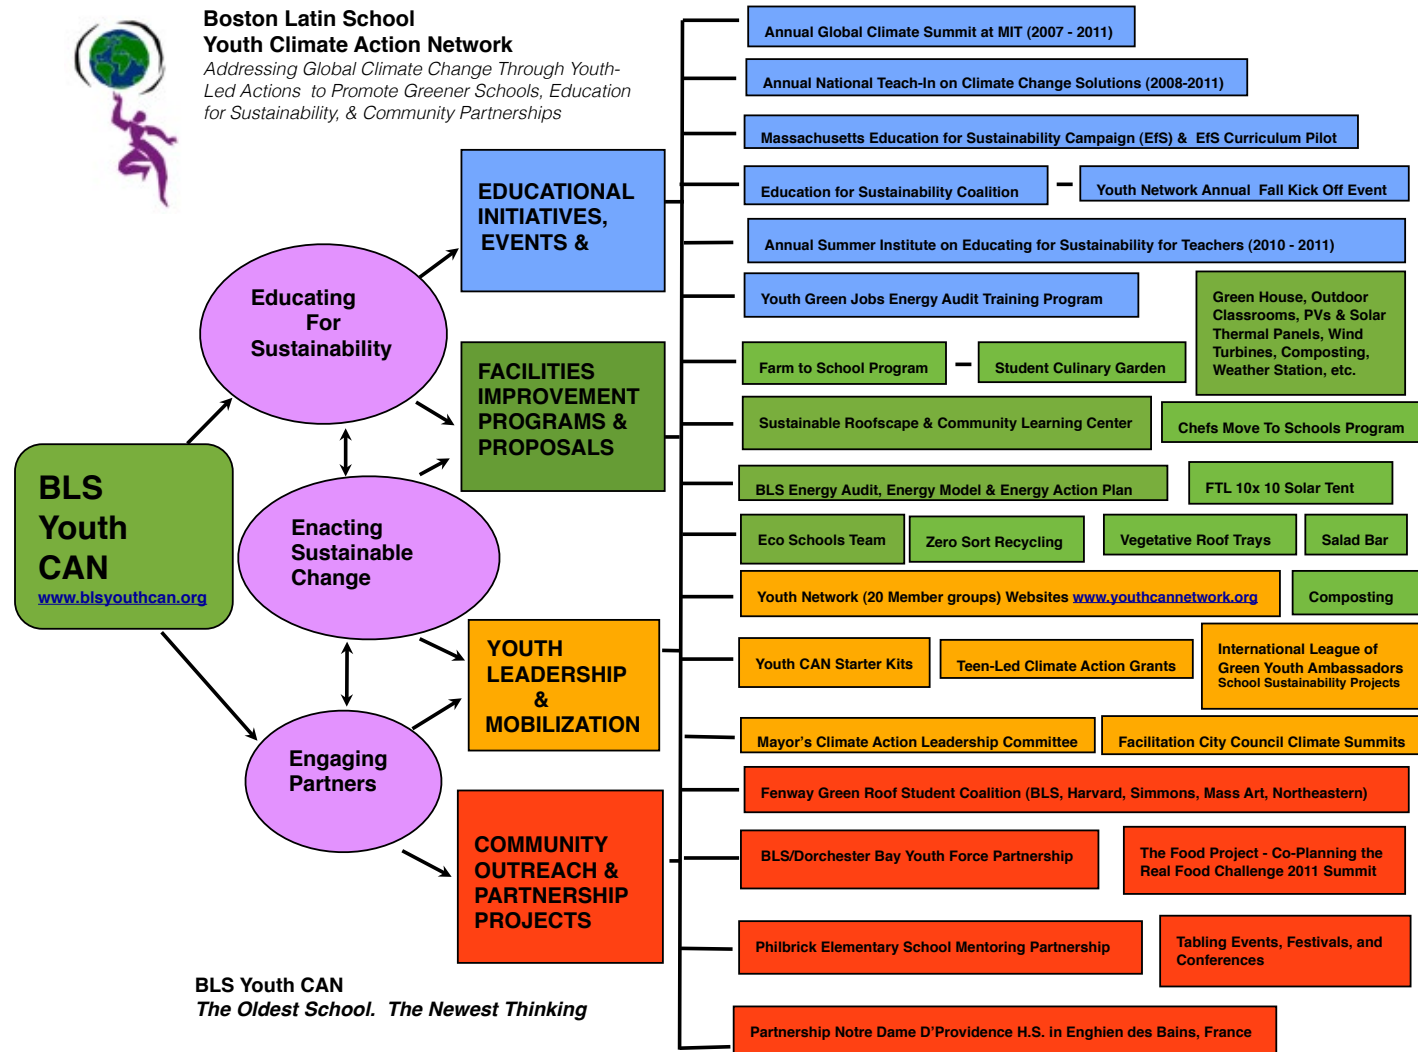 Boston Latin School
Youth Climate Action Network
Addressing Global Climate Change Through Youth-
Led Actions to Promote Greener Schools, Education
for Sustainability, & Community Partnerships
BLS
Youth
CAN
www.blsyouthcan.org
Educating
For
Sustainability
Enacting
Sustainable
Change
Engaging
Partners
EDUCATIONAL
INITIATIVES,
EVENTS &
FACILITIES
IMPROVEMENT
PROGRAMS &
PROPOSALS
YOUTH
LEADERSHIP
&
MOBILIZATION
COMMUNITY
OUTREACH &
PARTNERSHIP
PROJECTS
Annual Global Climate Summit at MIT (2007 - 2011)
Annual National Teach-In on Climate Change Solutions (2008-2011)
Massachusetts Education for Sustainability Campaign (EfS) & EfS Curriculum Pilot
Education for Sustainability Coalition
Youth Network Annual Fall Kick Off Event
Annual Summer Institute on Educating for Sustainability for Teachers (2010 - 2011)
Youth Green Jobs Energy Audit Training Program
Green House, Outdoor
Classrooms, PVs & Solar
Thermal Panels, Wind
Turbines, Composting,
Weather Station, etc.
Farm to School Program
Student Culinary Garden
Sustainable Roofscape & Community Learning Center
Chefs Move To Schools Program
BLS Energy Audit, Energy Model & Energy Action Plan
FTL 10x 10 Solar Tent
Eco Schools Team
Zero Sort Recycling
Vegetative Roof Trays
Salad Bar
Youth Network (20 Member groups) Websites www.youthcannetwork.org
Composting
Youth CAN Starter Kits
Teen-Led Climate Action Grants
International League of
Green Youth Ambassadors
School Sustainability Projects
Mayor's Climate Action Leadership Committee
Facilitation City Council Climate Summits
Fenway Green Roof Student Coalition (BLS, Harvard, Simmons, Mass Art, Northeastern)
BLS/Dorchester Bay Youth Force Partnership
The Food Project - Co-Planning the
Real Food Challenge 2011 Summit
Philbrick Elementary School Mentoring Partnership
Tabling Events, Festivals, and
Conferences
Partnership Notre Dame D'Providence H.S. in Enghien des Bains, France
BLS Youth CAN
The Oldest School. The Newest Thinking